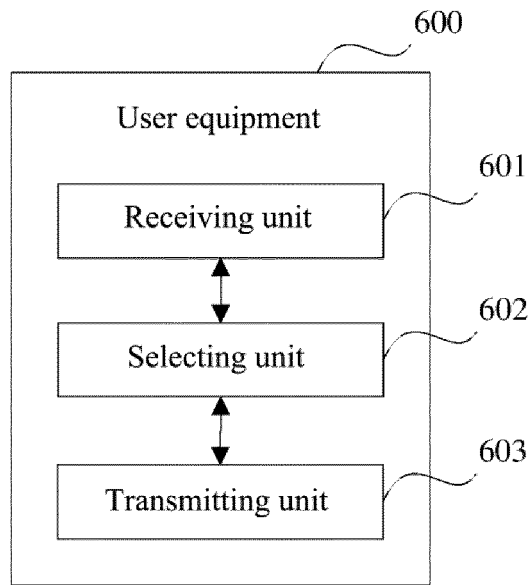 600
User equipment
601
Receiving unit
602
Selecting unit
603
Transmitting unit